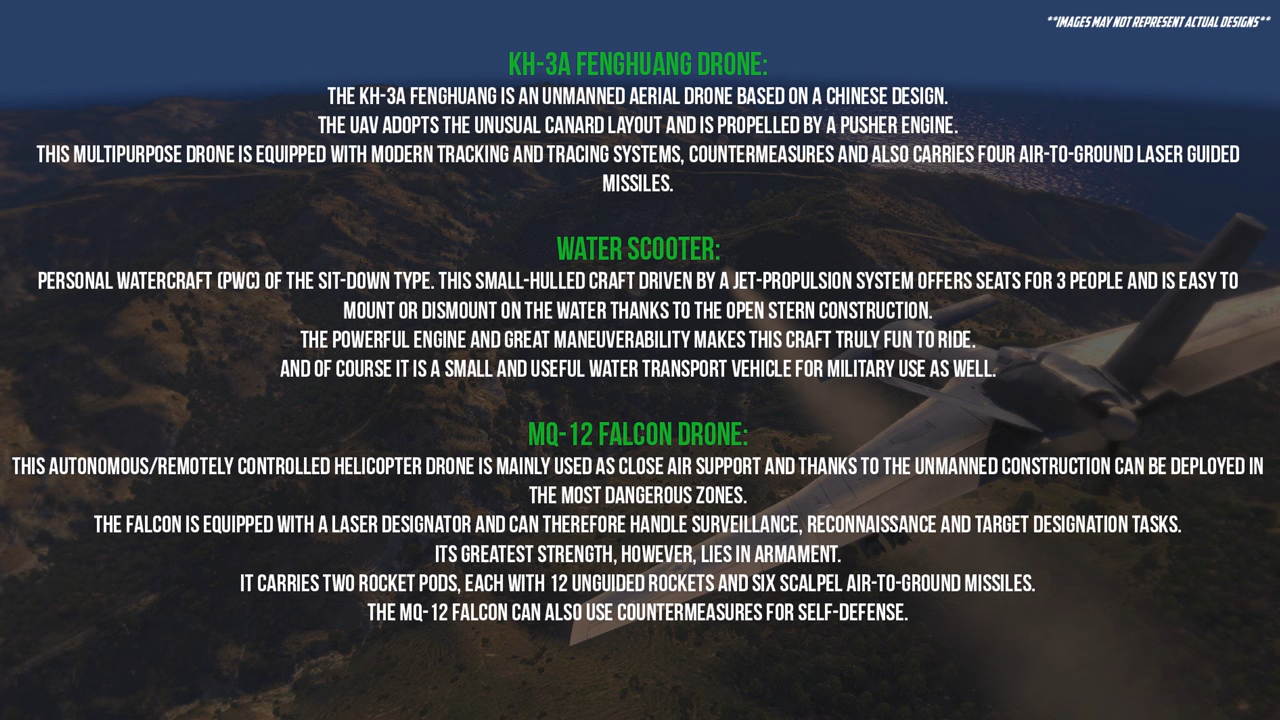 **IMAGES MAY NOT REPRESENT ACTUAL DESIGNS**
KH-3A FENGHUANG DRONE:
THE KH-3A FENGHUANG IS AN UNMANNED AERIAL DRONE BASED ON A CHINESE DESIGN.
THE UAV ADOPTS THE UNUSUAL CANARD LAYOUT AND IS PROPELLED BY A PUSHER ENGINE.
THIS MULTIPURPOSE DRONE IS EQUIPPED WITH MODERN TRACKING AND TRACING SYSTEMS, COUNTERMEASURES AND ALSO CARRIES FOUR AIR-TO-GROUND LASER GUIDED
MISSILES.
WATER SCOOTER:
PERSONAL WATERCRAFT (PWC) OF THE SIT-DOWN TYPE. THIS SMALL-HULLED CRAFT DRIVEN BY A JET-PROPULSION SYSTEM OFFERS SEATS FOR 3 PEOPLE AND IS EASY TO
MOUNT OR DISMOUNT ON THE WATER THANKS TO THE OPEN STERN CONSTRUCTION.
THE POWERFUL ENGINE AND GREAT MANEUVERABILITY MAKES THIS CRAFT TRULY FUN TO RIDE.
AND OF COURSE IT IS A SMALL AND USEFUL WATER TRANSPORT VEHICLE FOR MILITARY USE AS WELL.
MQ-12 FALCON DRONE:
THIS AUTONOMOUS/REMOTELY CONTROLLED HELICOPTER DRONE IS MAINLY USED AS CLOSE AIR SUPPORT AND THANKS TO THE UNMANNED CONSTRUCTION CAN BE DEPLOYED IN
THE MOST DANGEROUS ZONES.
THE FALCON IS EQUIPPED WITH A LASER DESIGNATOR AND CAN THEREFORE HANDLE SURVEILLANCE, RECONNAISSANCE AND TARGET DESIGNATION TASKS.
ITS GREATEST STRENGTH, HOWEVER, LIES IN ARMAMENT.
IT CARRIES TWO ROCKET PODS, EACH WITH 12 UNGUIDED ROCKETS AND SIX SCALPEL AIR-TO-GROUND MISSILES.
THE MQ-12 FALCON CAN ALSO USE COUNTERMEASURES FOR SELF-DEFENSE.